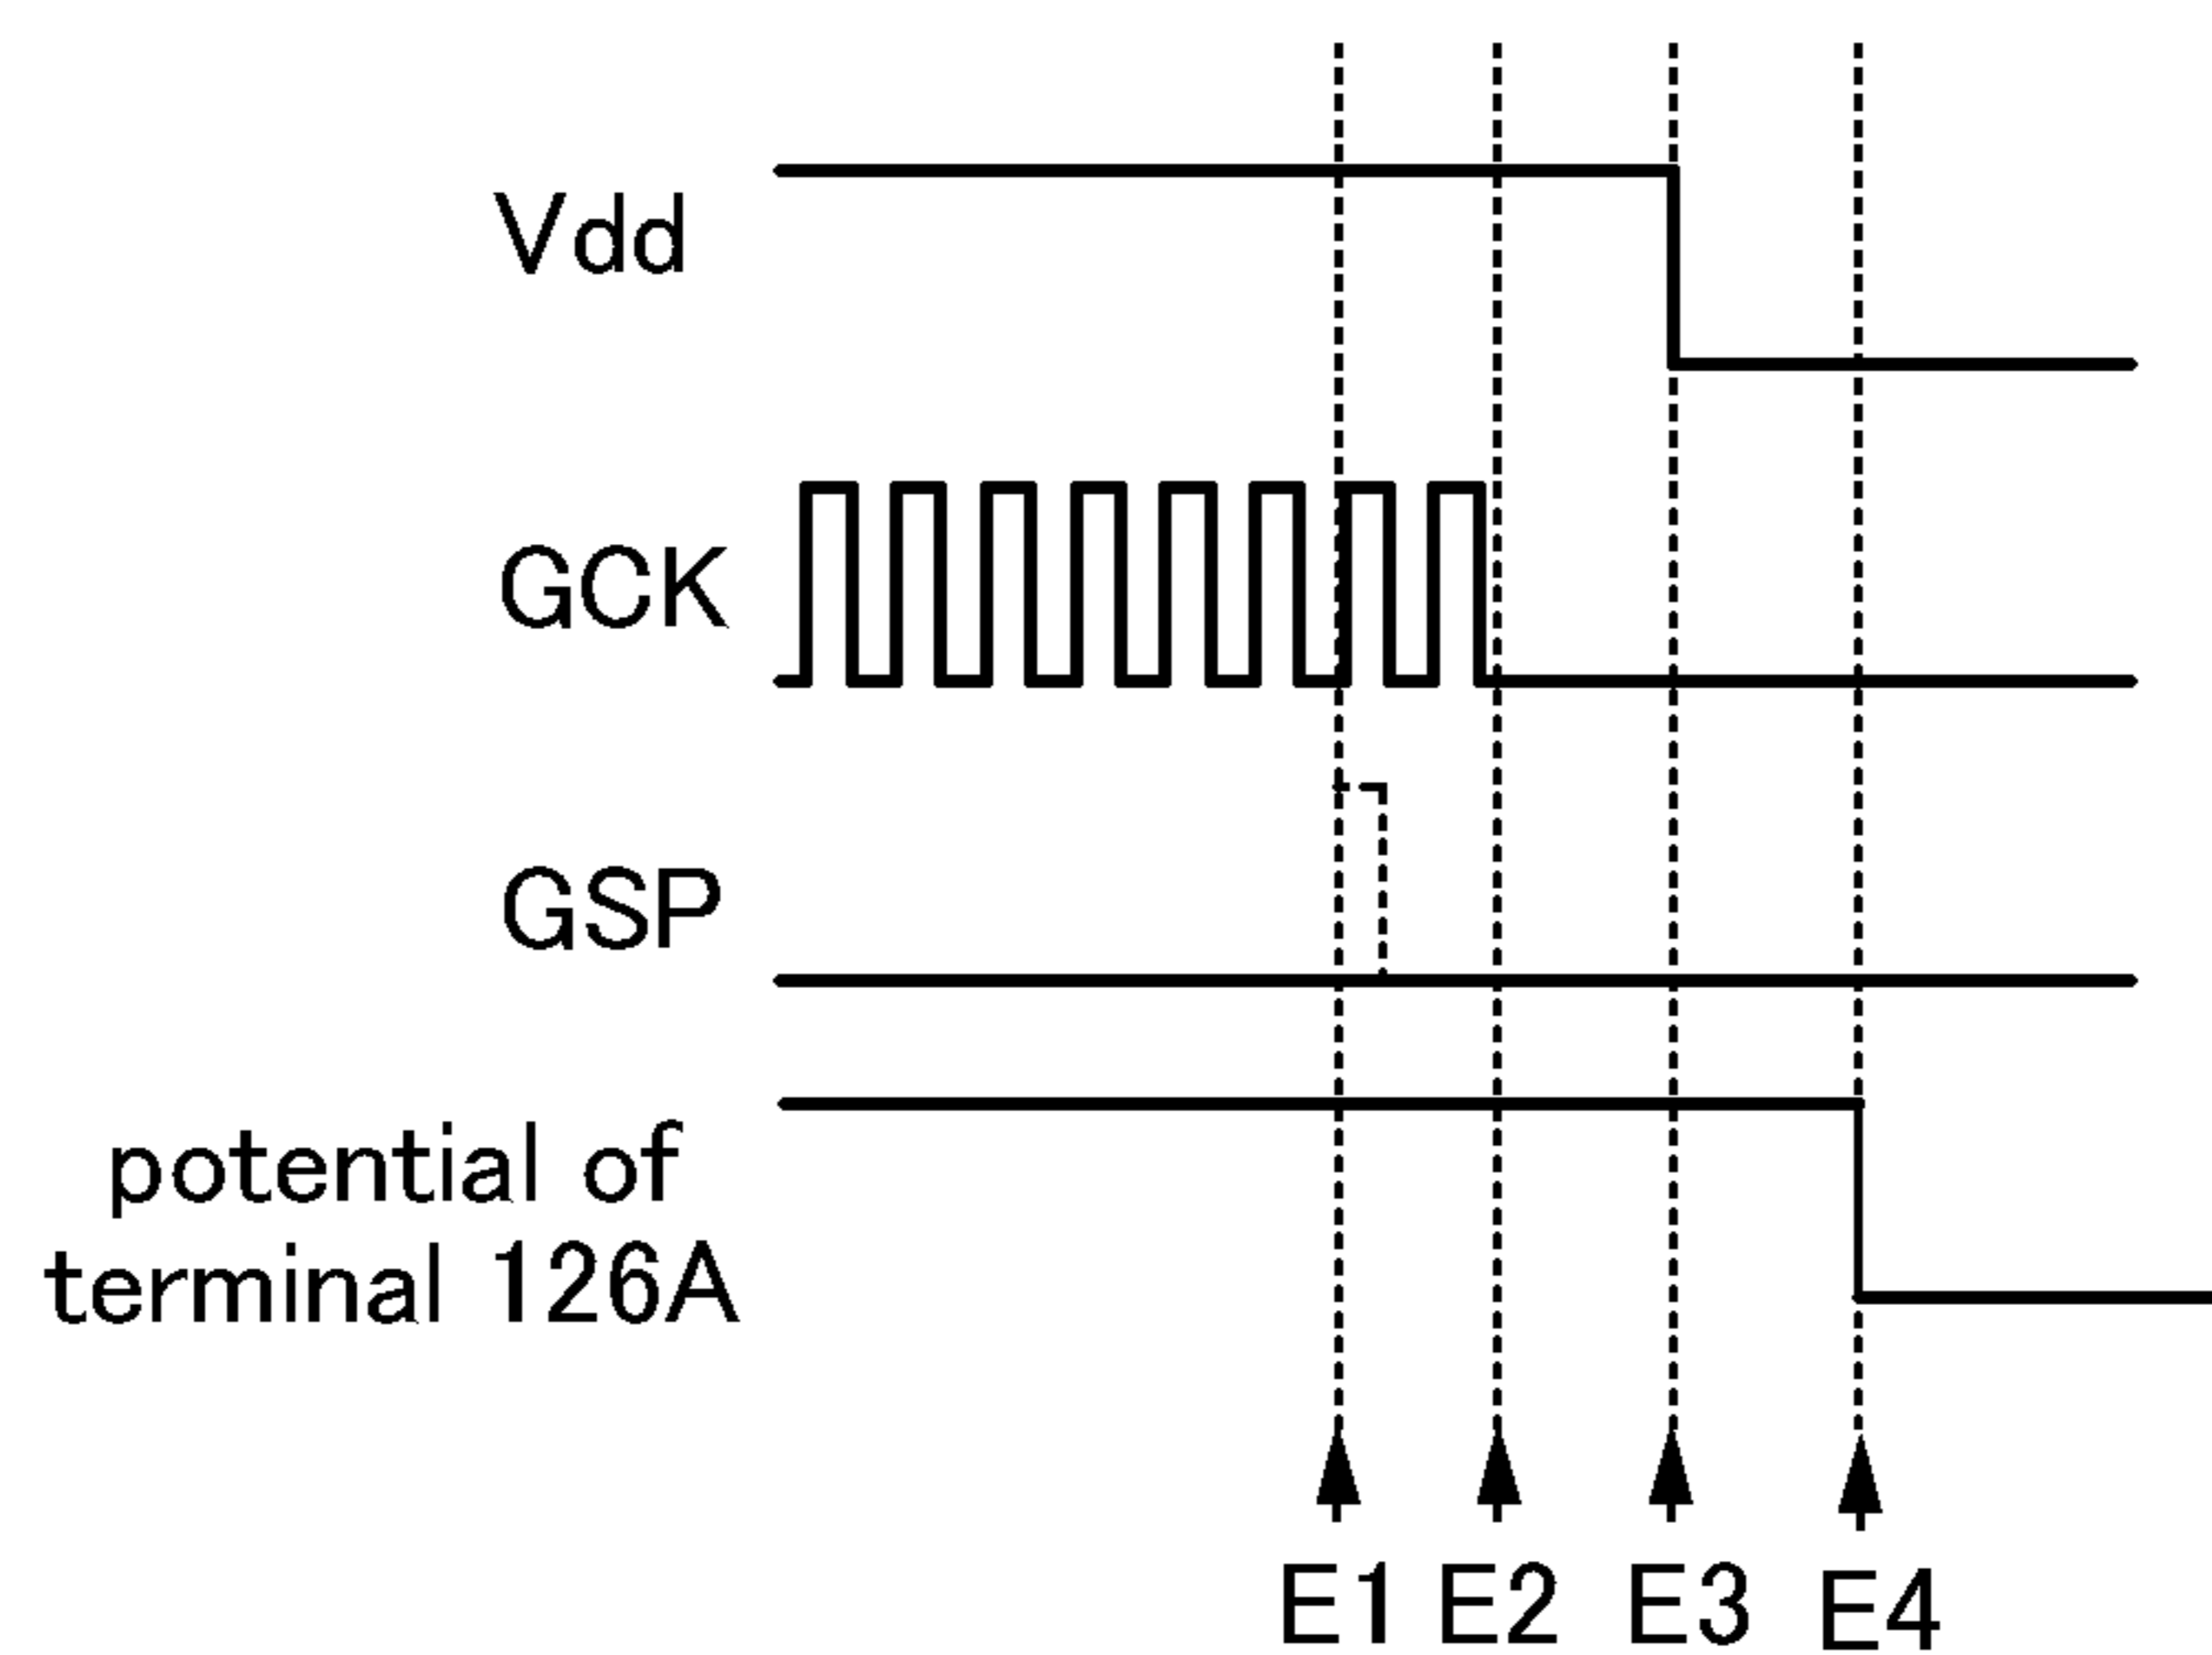 Vdd
GCK
GSP
potential of
terminal 126A
E1 E2 E3 E4